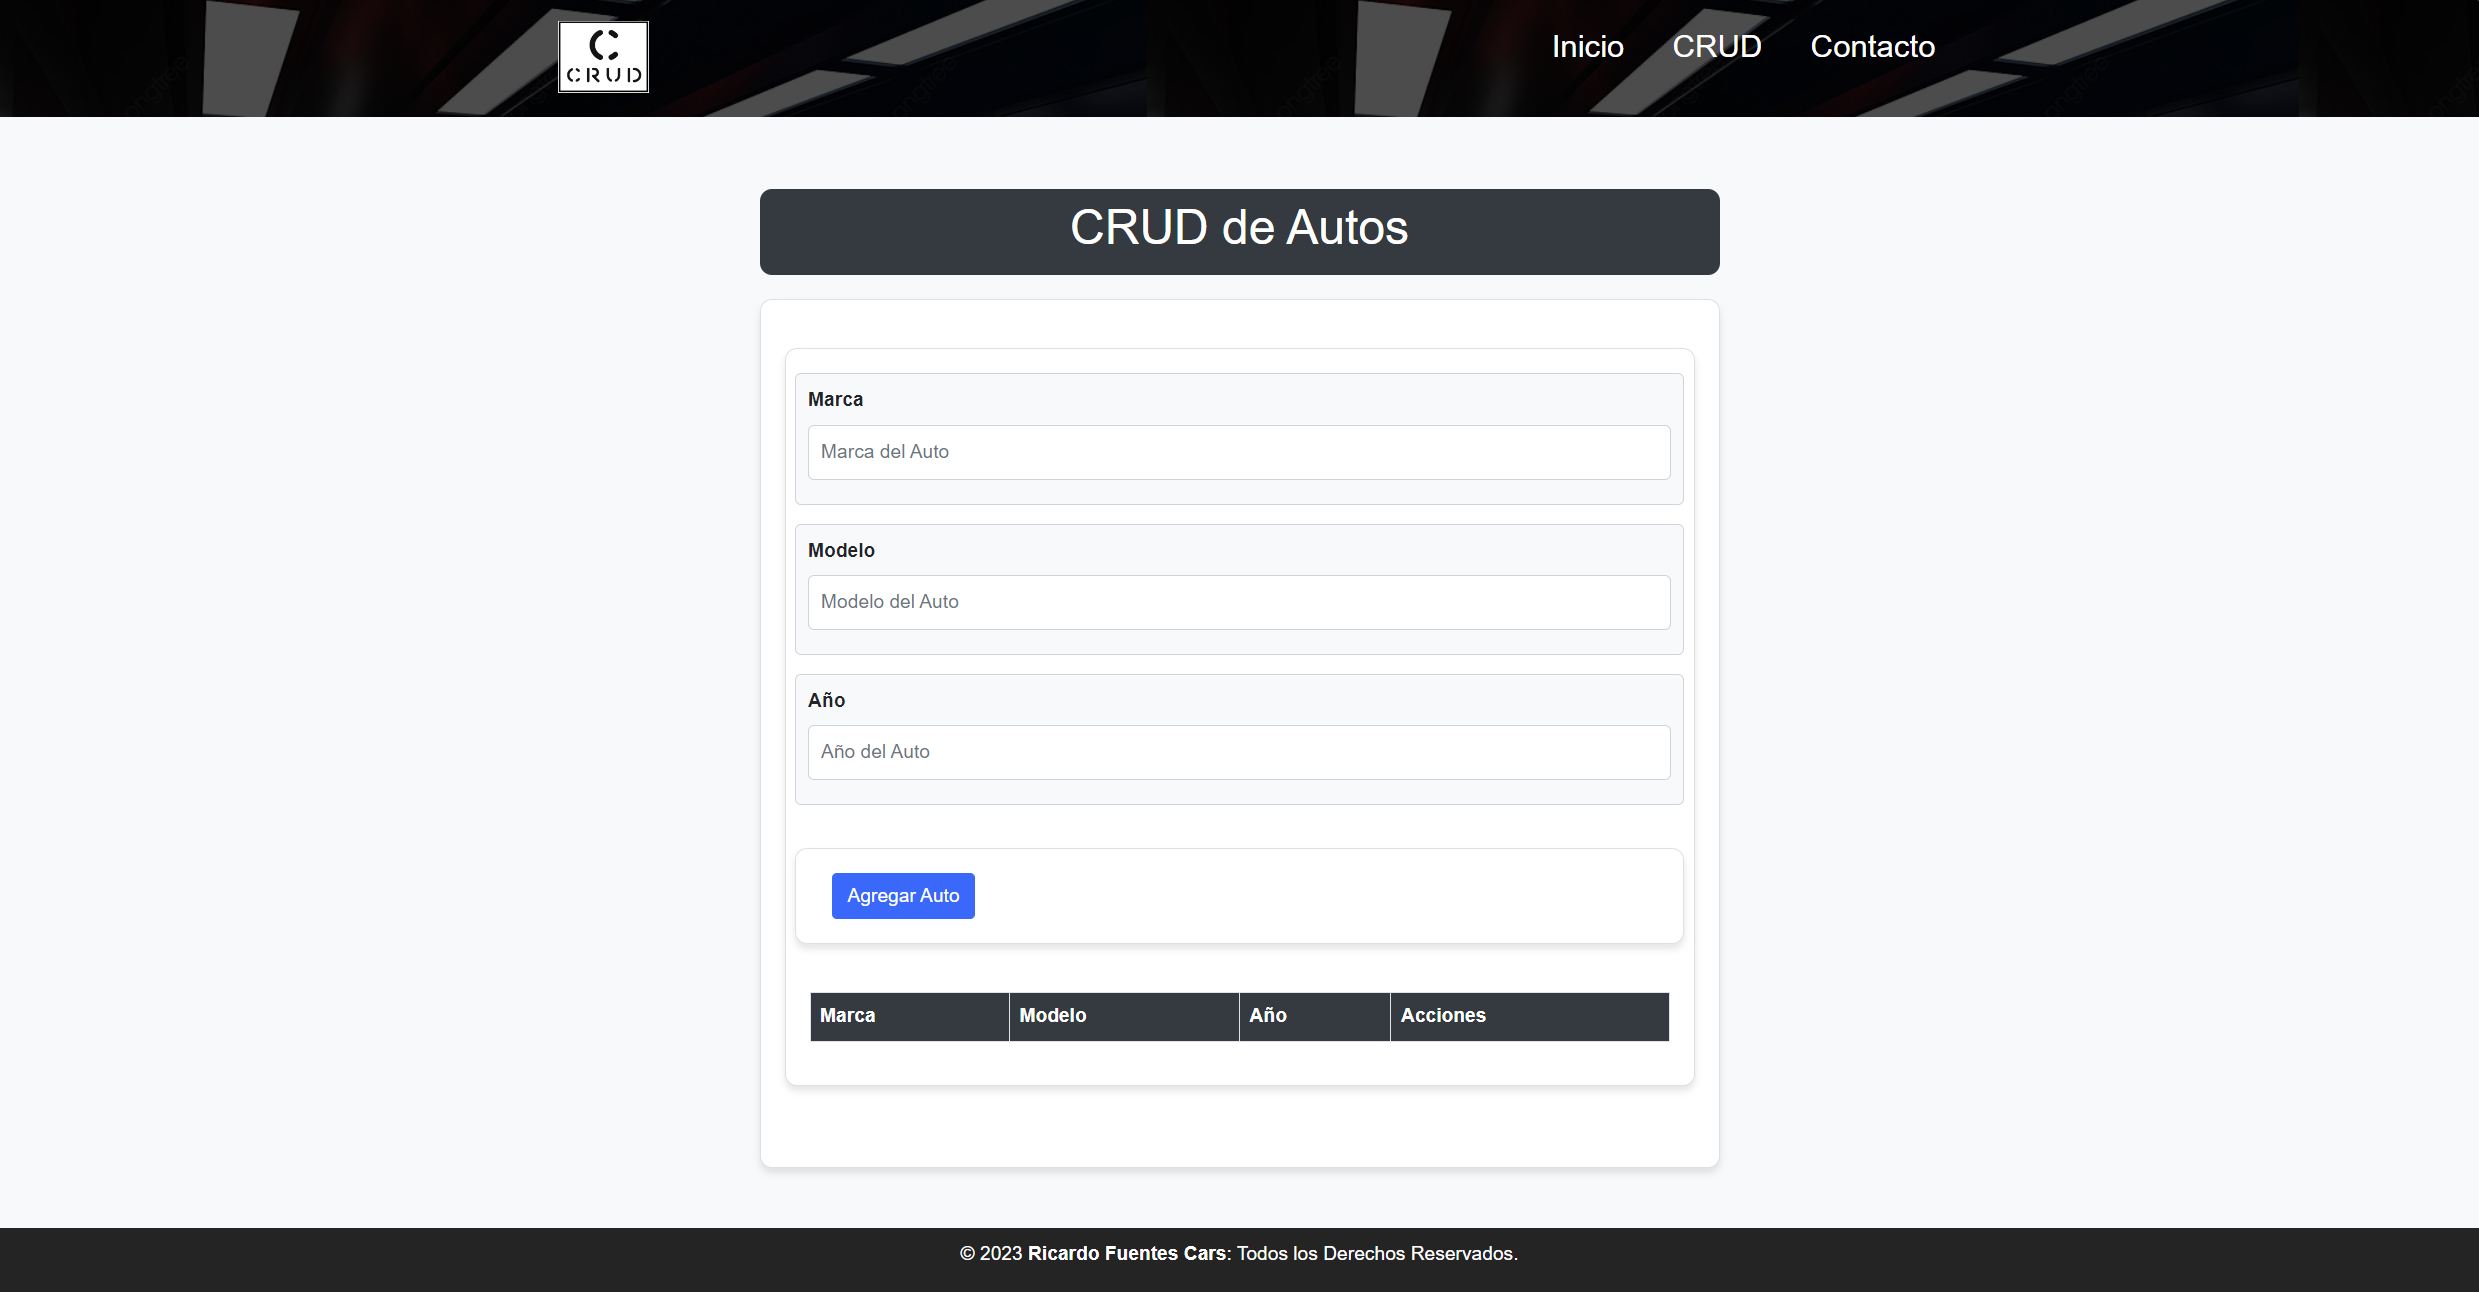 CRUD
Inicio CRUD Contacto
CRUD de Autos
Marca
Marca del Auto
Modelo
Modelo del Auto
Año
Año del Auto
Agregar Auto
Marca Modelo Año Acciones
© 2023 Ricardo Fuentes Cars: Todos los Derechos Reservados.